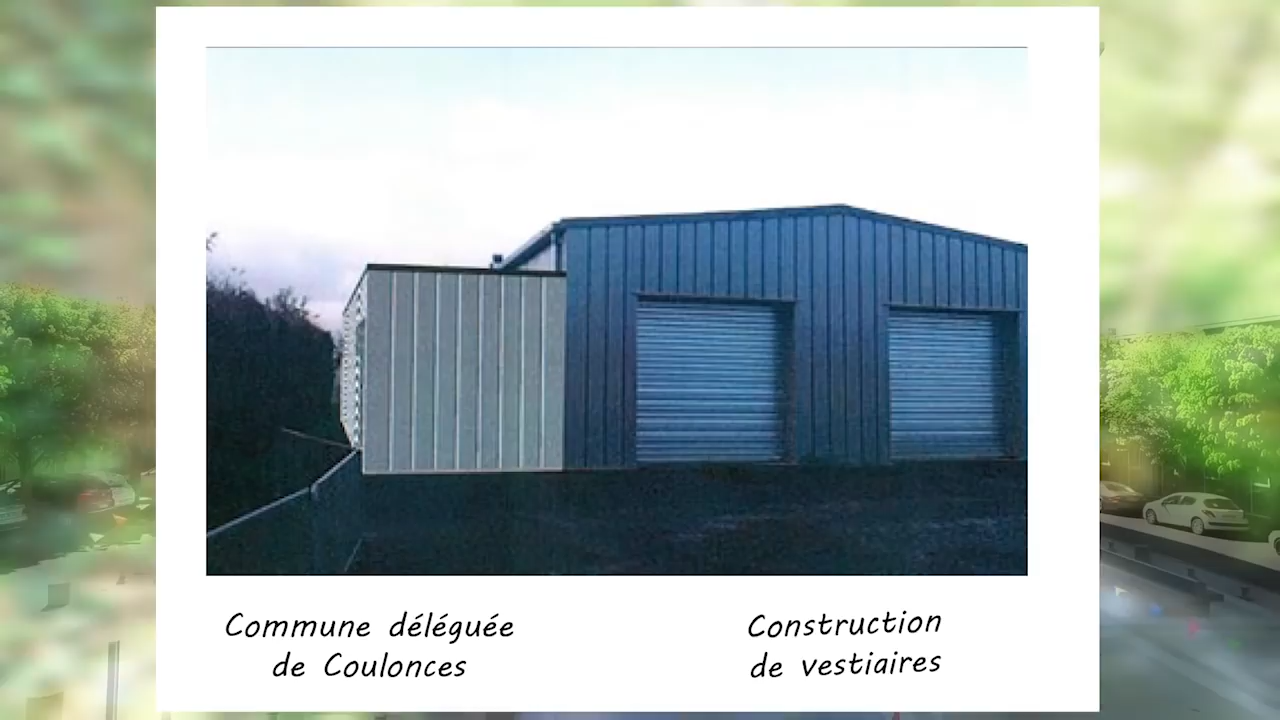 Commune déléguée
de Coulonces
Construction
de vestiaires